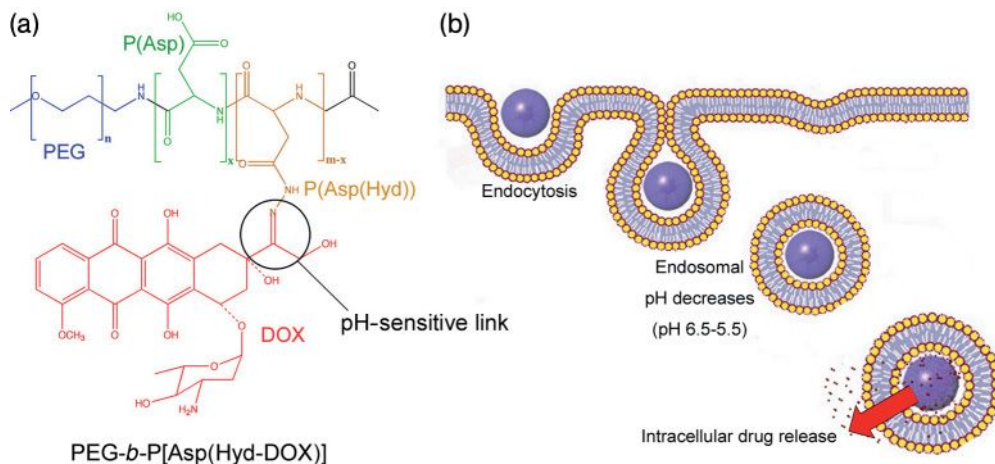 (a)
HO
O
P(Asp)
O
H
N
O
N
H
O
H
N
O
n
PEG
O
x
O
m-x
NH
P(Asp(Hyd))
N
O
OH
OH
OH
OCH₃
O
OH
O
DOX
O
HO
H₂N
pH-sensitive link
PEG-b-P[Asp(Hyd-DOX)]
(b)
Endocytosis
Endosomal
pH decreases
(pH 6.5-5.5)
Intracellular drug release